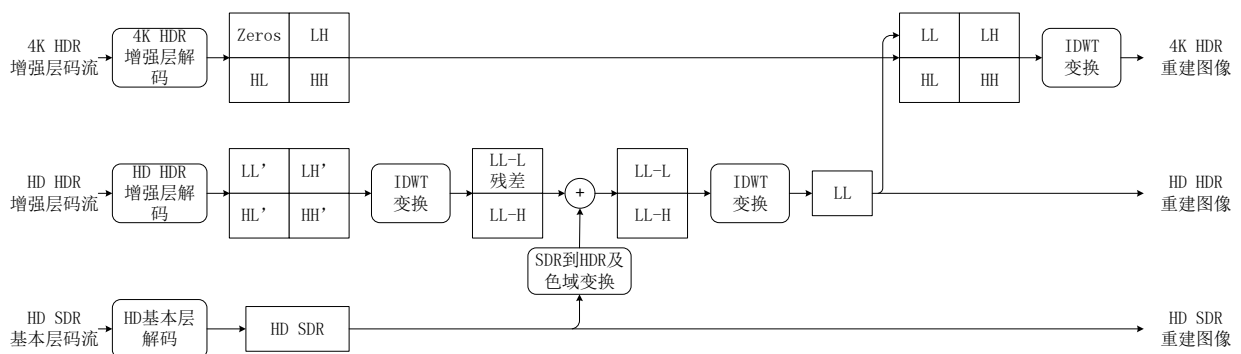 4K HDR
增强层码流
4K HDR
增强层解
码
Zeros
LH
HL
HH
LL
LH
HL
HH
IDWT
变换
4K HDR
重建图像
HD HDR
增强层码流
HD HDR
增强层解
码
LL’
LH’
HL’
HH’
IDWT
变换
LL-L
残差
LL-H
+
LL-L
LL-H
IDWT
变换
LL
HD HDR
重建图像
SDR到HDR及
色域变换
HD SDR
基本层码流
HD基本层
解码
HD SDR
HD SDR
重建图像